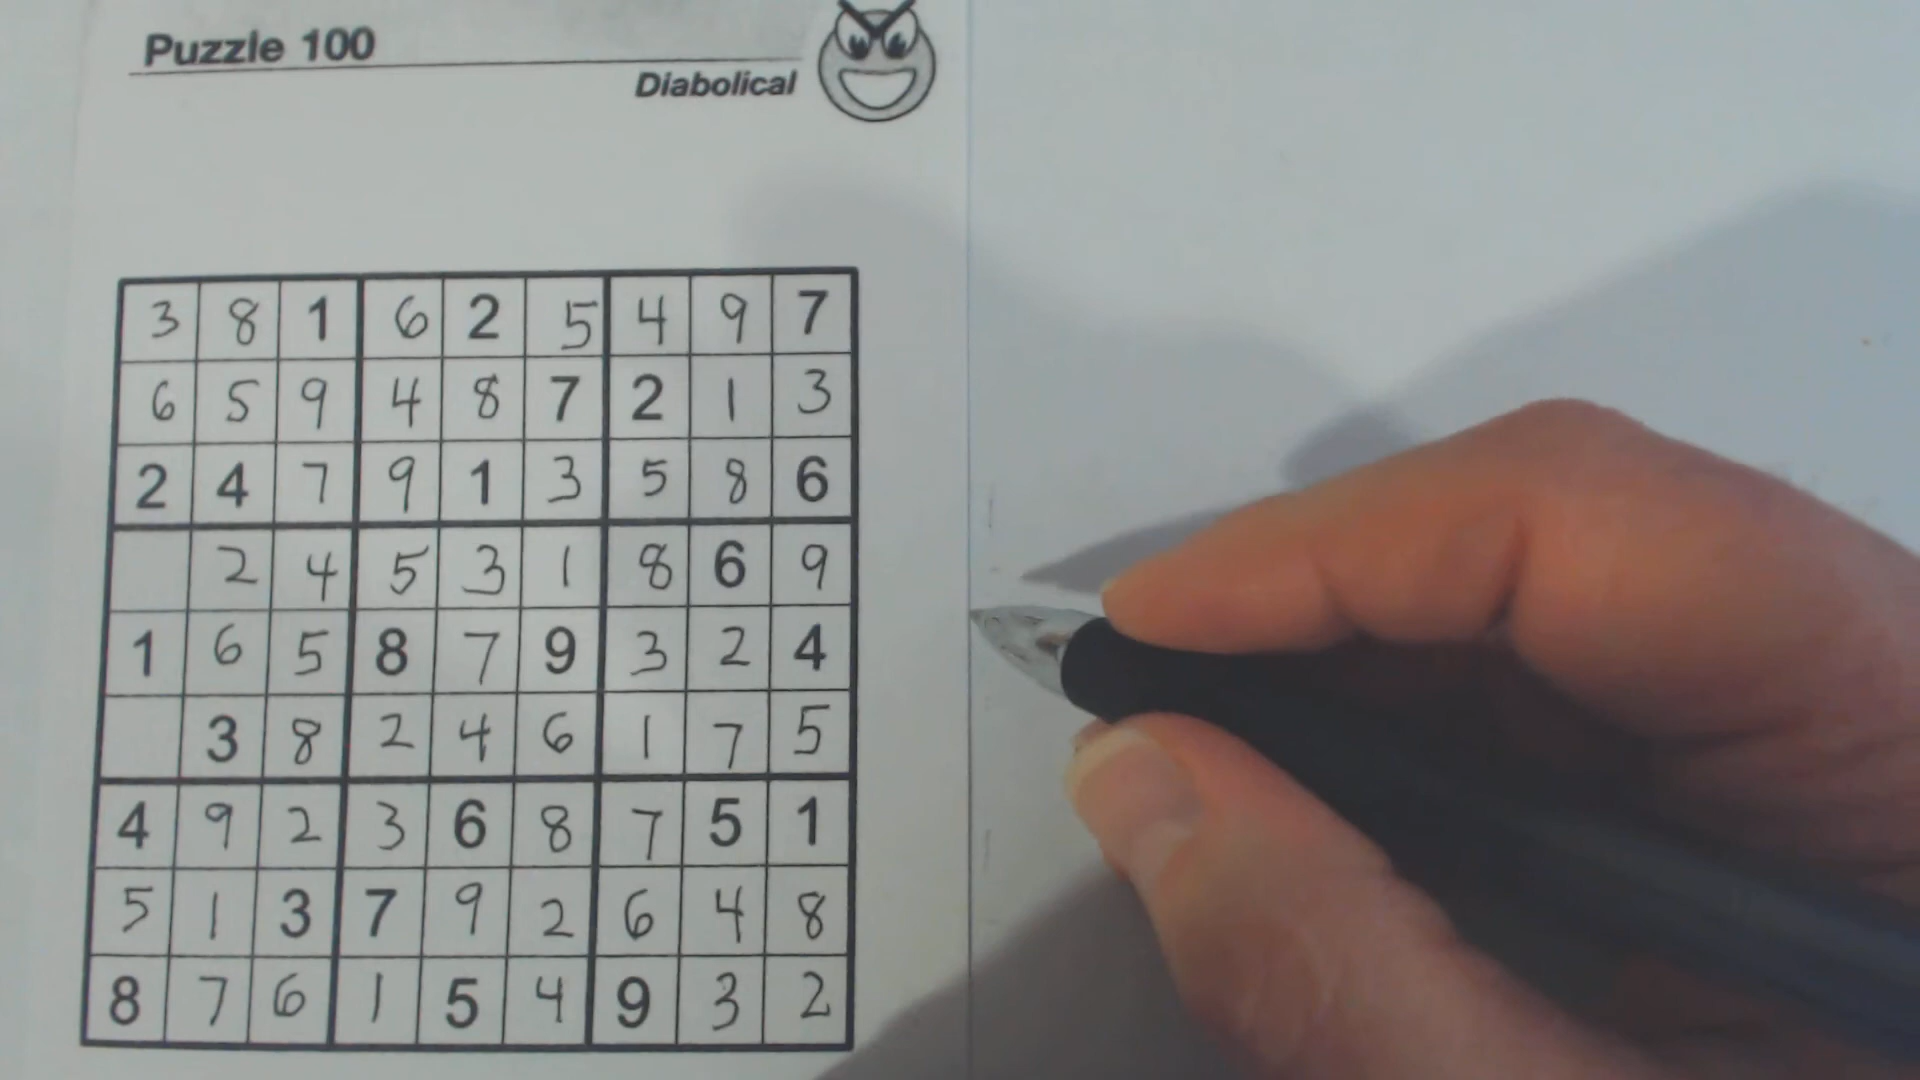 Puzzle 100
Diabolical
3 8 1 6 2 5 4 9 7
6 5 9 4 8 7 2 1 3
2 4 7 9 1 3 5 8 6
2 4 5 3 1 8 6 9
1 6 5 8 7 9 3 2 4
3 8 2 4 6 1 7 5
4 9 2 3 6 8 7 5 1
5 1 3 7 9 2 6 4 8
8 7 6 1 5 4 9 3 2